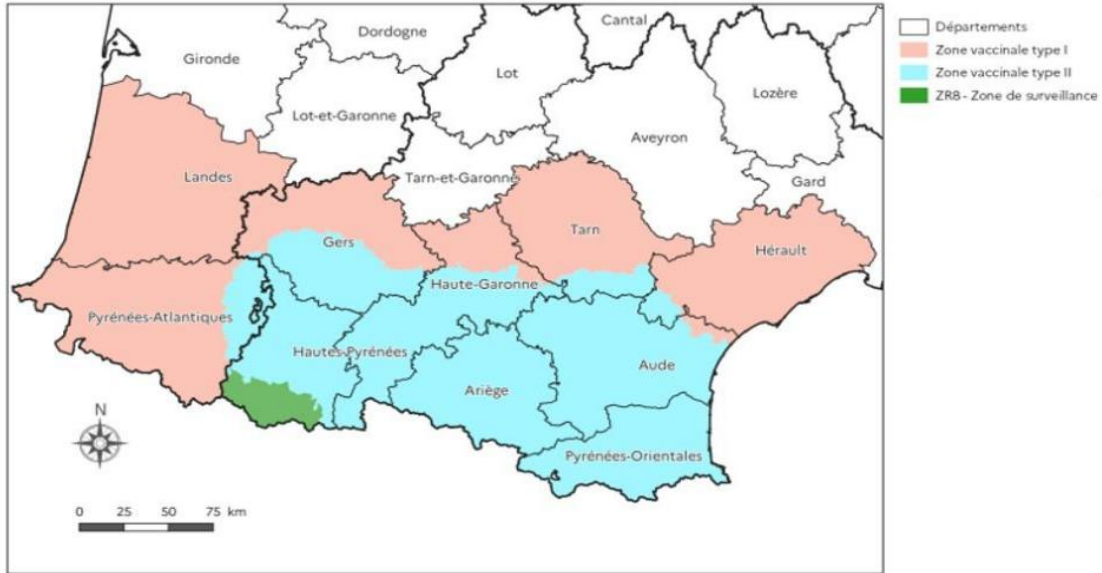 Dordogne
Cantal
Gironde
Lot
Lozère
Lot-et-Garonne
Aveyron
Landes
Tarn-et-Garonne
Gard
Tarn
Gers
Hérault
Haute-Garonne
Pyrénées-Atlantiques
Hautes-Pyrénées
Aude
Ariège
Pyrénées-Orientales
N
0 25 50 75 km
Départements
Zone vaccinale type I
Zone vaccinale type II
ZR8 - Zone de surveillance